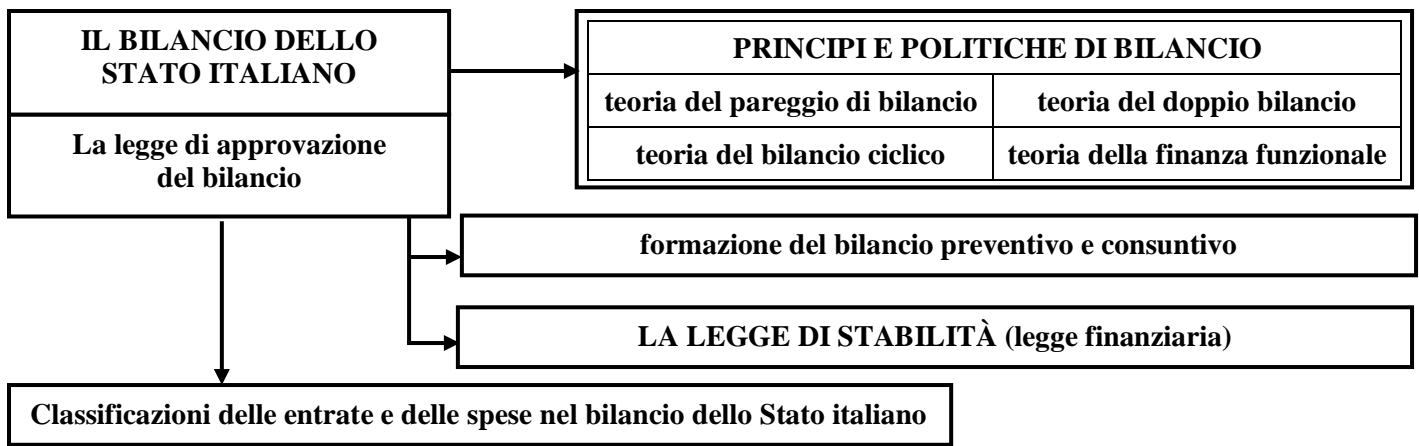 IL BILANCIO DELLO
STATO ITALIANO
La legge di approvazione
del bilancio
PRINCIPI E POLITICHE DI BILANCIO
teoria del pareggio di bilancio
teoria del doppio bilancio
teoria del bilancio ciclico
teoria della finanza funzionale
formazione del bilancio preventivo e consuntivo
LA LEGGE DI STABILITÀ (legge finanziaria)
Classificazioni delle entrate e delle spese nel bilancio dello Stato italiano